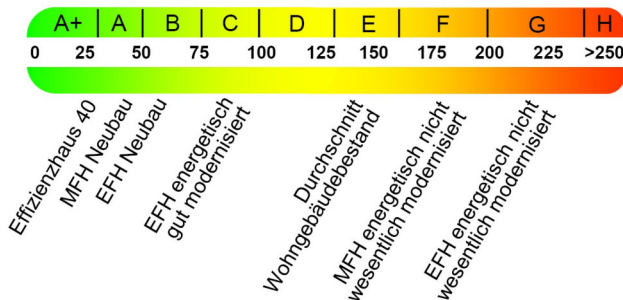 A+ A B C D E F G H
0 25 50 75 100 125 150 175 200 225 >250
Effizienzhaus 40
MFH Neubau
EFH Neubau
EFH energetisch
gut modernisiert
Durchschnitt
Wohngebäudebestand
MFH energetisch nicht
wesentlich modernisiert
EFH energetisch nicht
wesentlich modernisiert